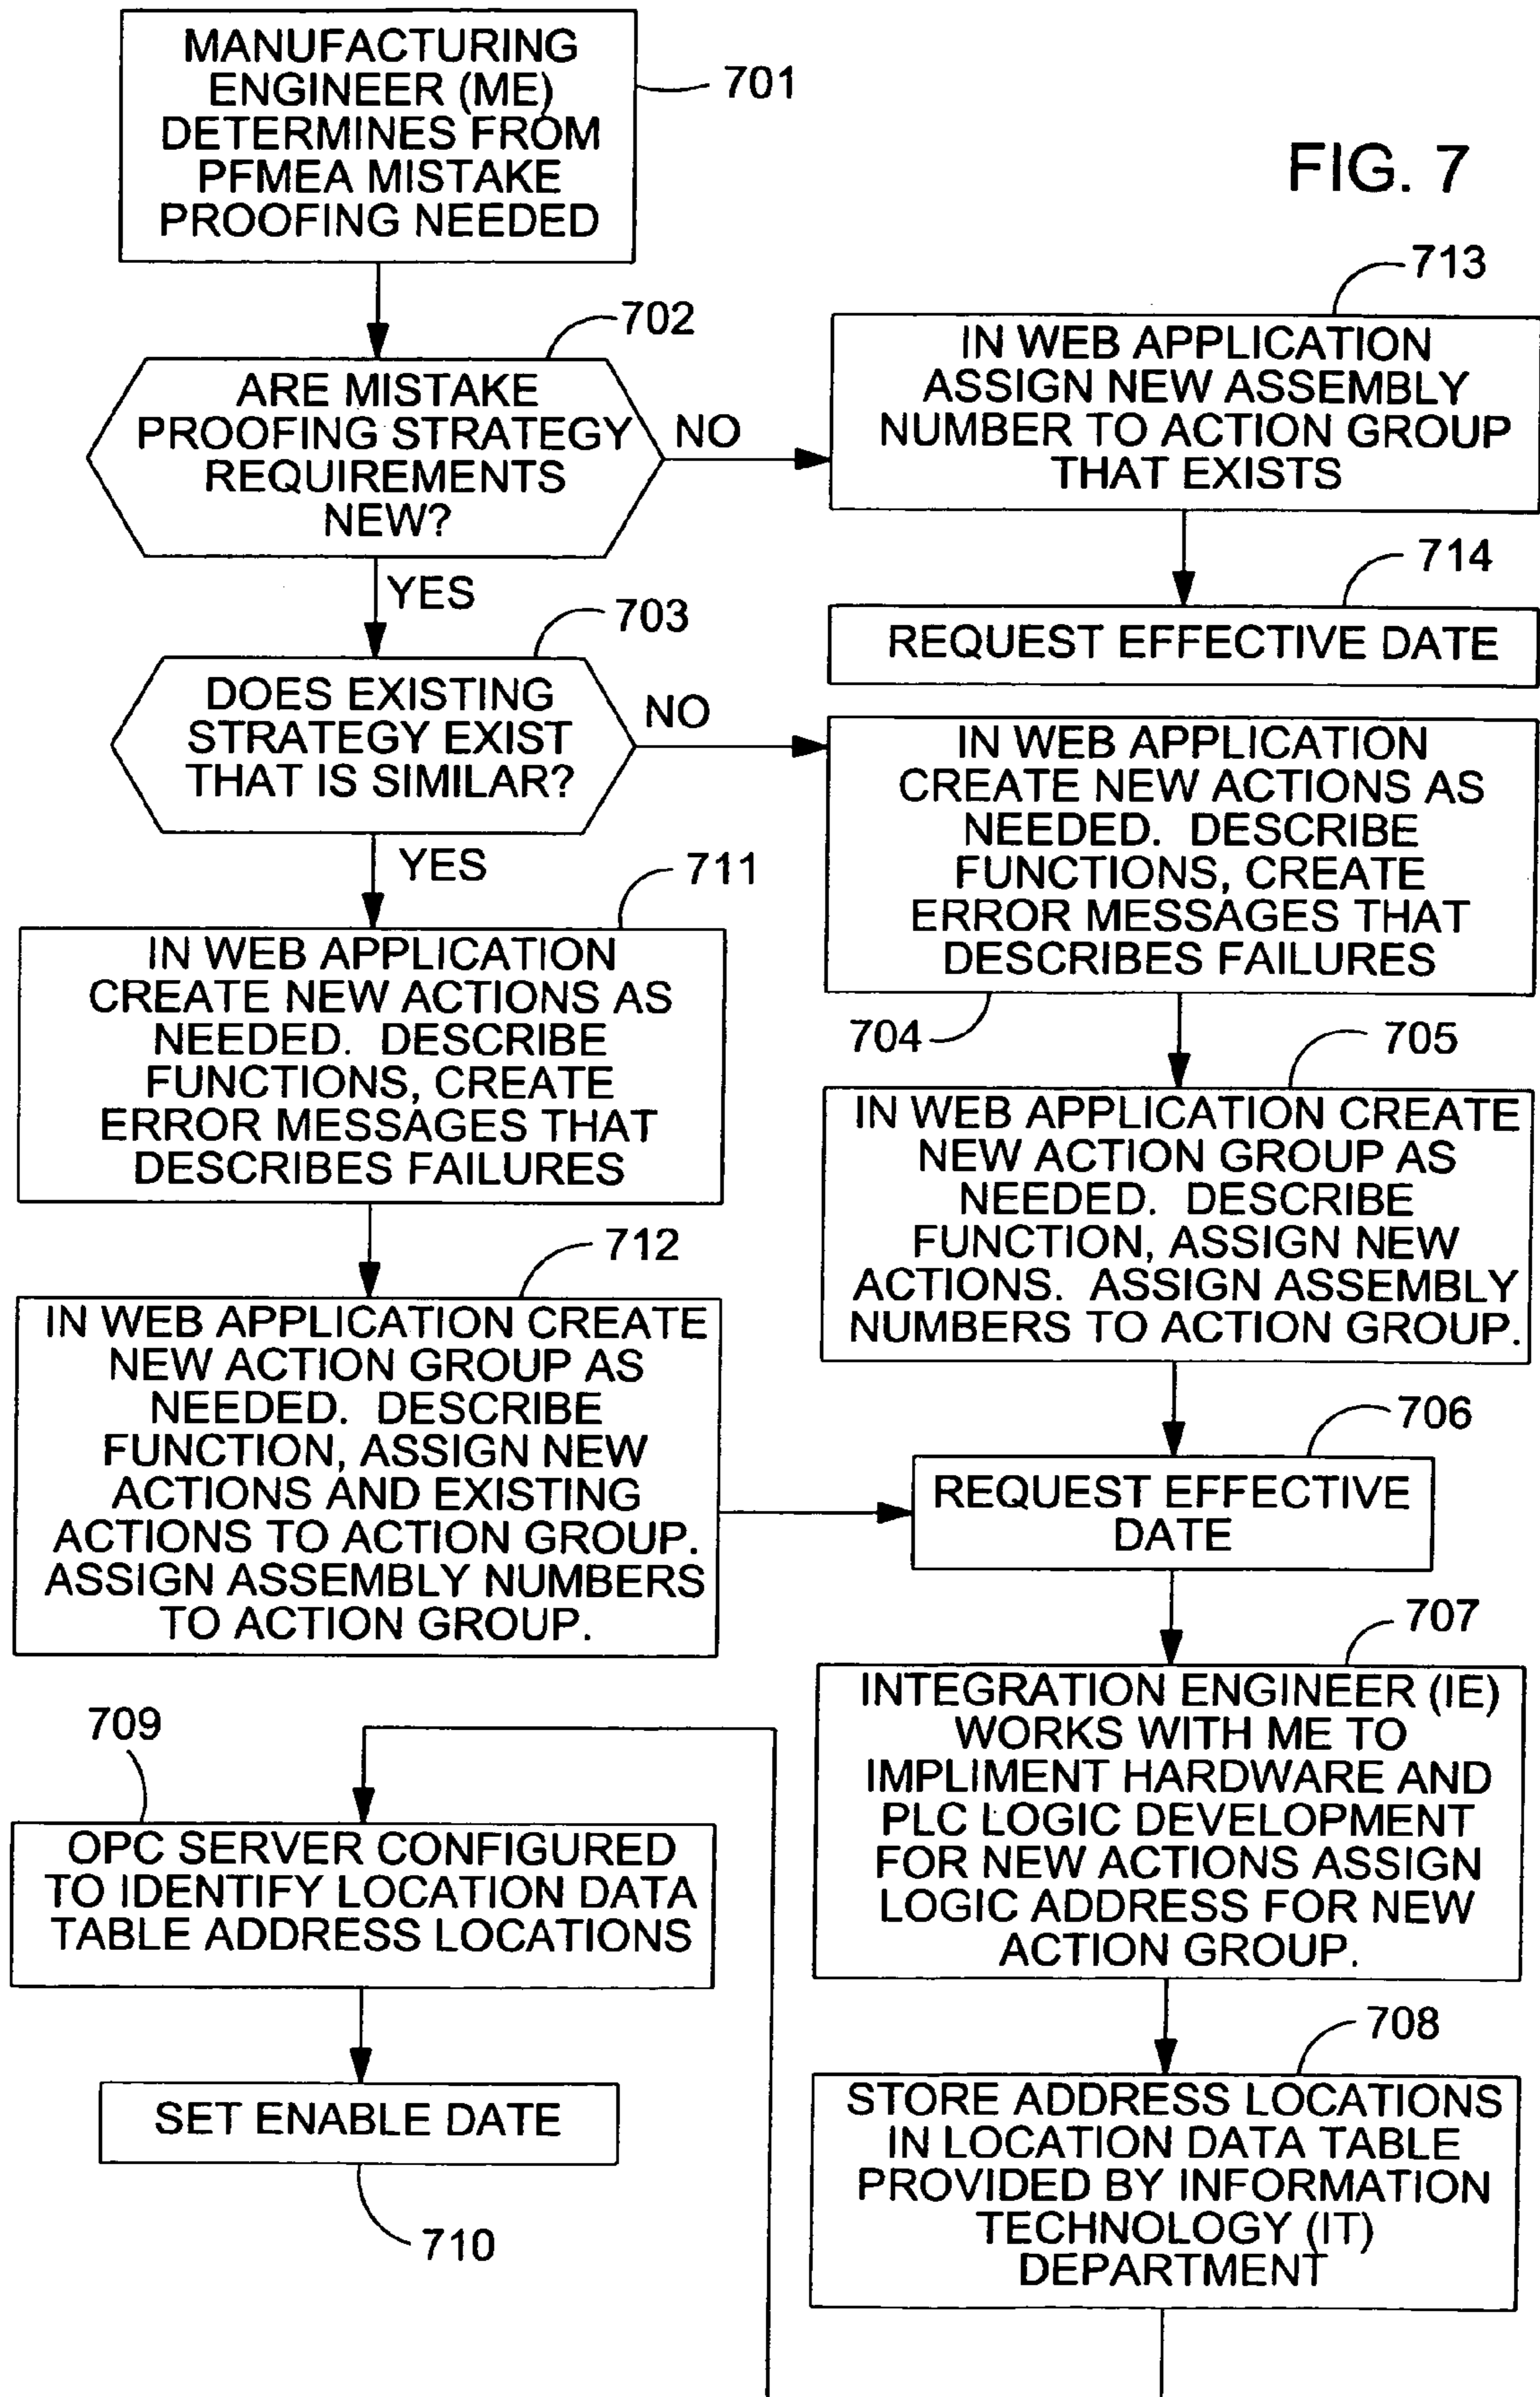 MANUFACTURING
ENGINEER (ME)
DETERMINES FROM
PFMEA MISTAKE
PROOFING NEEDED
701
FIG. 7
702
ARE MISTAKE
PROOFING STRATEGY
REQUIREMENTS
NEW?
NO
YES
713
IN WEB APPLICATION
ASSIGN NEW ASSEMBLY
NUMBER TO ACTION GROUP
THAT EXISTS
714
REQUEST EFFECTIVE DATE
703
DOES EXISTING
STRATEGY EXIST
THAT IS SIMILAR?
NO
YES
IN WEB APPLICATION
CREATE NEW ACTIONS AS
NEEDED. DESCRIBE
FUNCTIONS, CREATE
ERROR MESSAGES THAT
DESCRIBES FAILURES
704
711
IN WEB APPLICATION
CREATE NEW ACTIONS AS
NEEDED. DESCRIBE
FUNCTIONS, CREATE
ERROR MESSAGES THAT
DESCRIBES FAILURES
705
IN WEB APPLICATION CREATE
NEW ACTION GROUP AS
NEEDED. DESCRIBE
FUNCTION, ASSIGN NEW
ACTIONS. ASSIGN ASSEMBLY
NUMBERS TO ACTION GROUP.
712
IN WEB APPLICATION CREATE
NEW ACTION GROUP AS
NEEDED. DESCRIBE
FUNCTION, ASSIGN NEW
ACTIONS AND EXISTING
ACTIONS TO ACTION GROUP.
ASSIGN ASSEMBLY NUMBERS
TO ACTION GROUP.
706
REQUEST EFFECTIVE
DATE
707
INTEGRATION ENGINEER (IE)
WORKS WITH ME TO
IMPLIMENT HARDWARE AND
PLC LOGIC DEVELOPMENT
FOR NEW ACTIONS ASSIGN
LOGIC ADDRESS FOR NEW
ACTION GROUP.
708
STORE ADDRESS LOCATIONS
IN LOCATION DATA TABLE
PROVIDED BY INFORMATION
TECHNOLOGY (IT)
DEPARTMENT
709
OPC SERVER CONFIGURED
TO IDENTIFY LOCATION DATA
TABLE ADDRESS LOCATIONS
SET ENABLE DATE
710